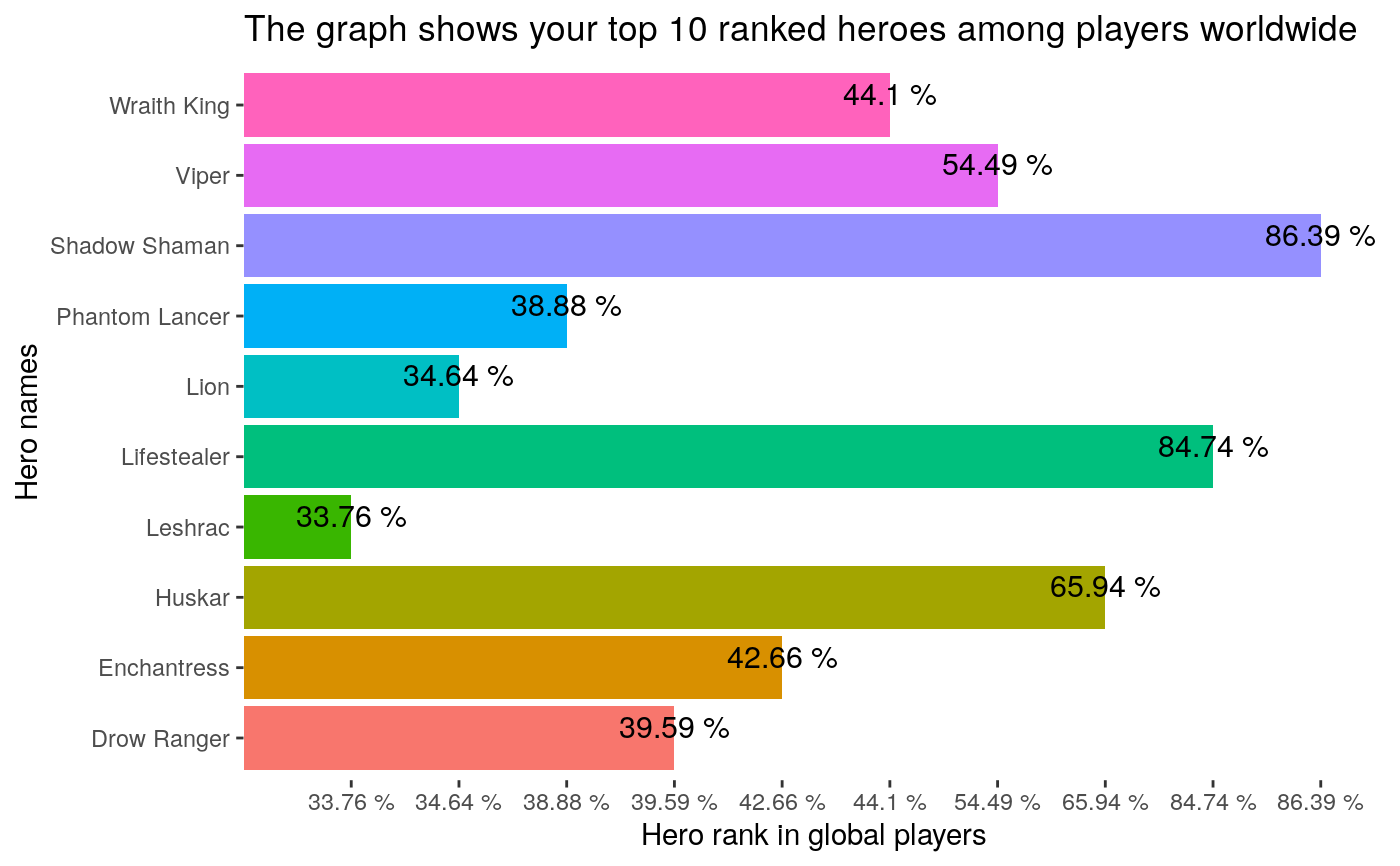 The graph shows your top 10 ranked heroes among players worldwide
Wraith King
44.1 %
Viper
54.49 %
Shadow Shaman
86.39 %
Phantom Lancer
38.88 %
Lion
34.64 %
Lifestealer
84.74 %
Leshrac
33.76 %
Huskar
65.94 %
Enchantress
42.66 %
Drow Ranger
39.59 %
Hero names
33.76 % 34.64 % 38.88 % 39.59 % 42.66 % 44.1 % 54.49 % 65.94 % 84.74 % 86.39 %
Hero rank in global players